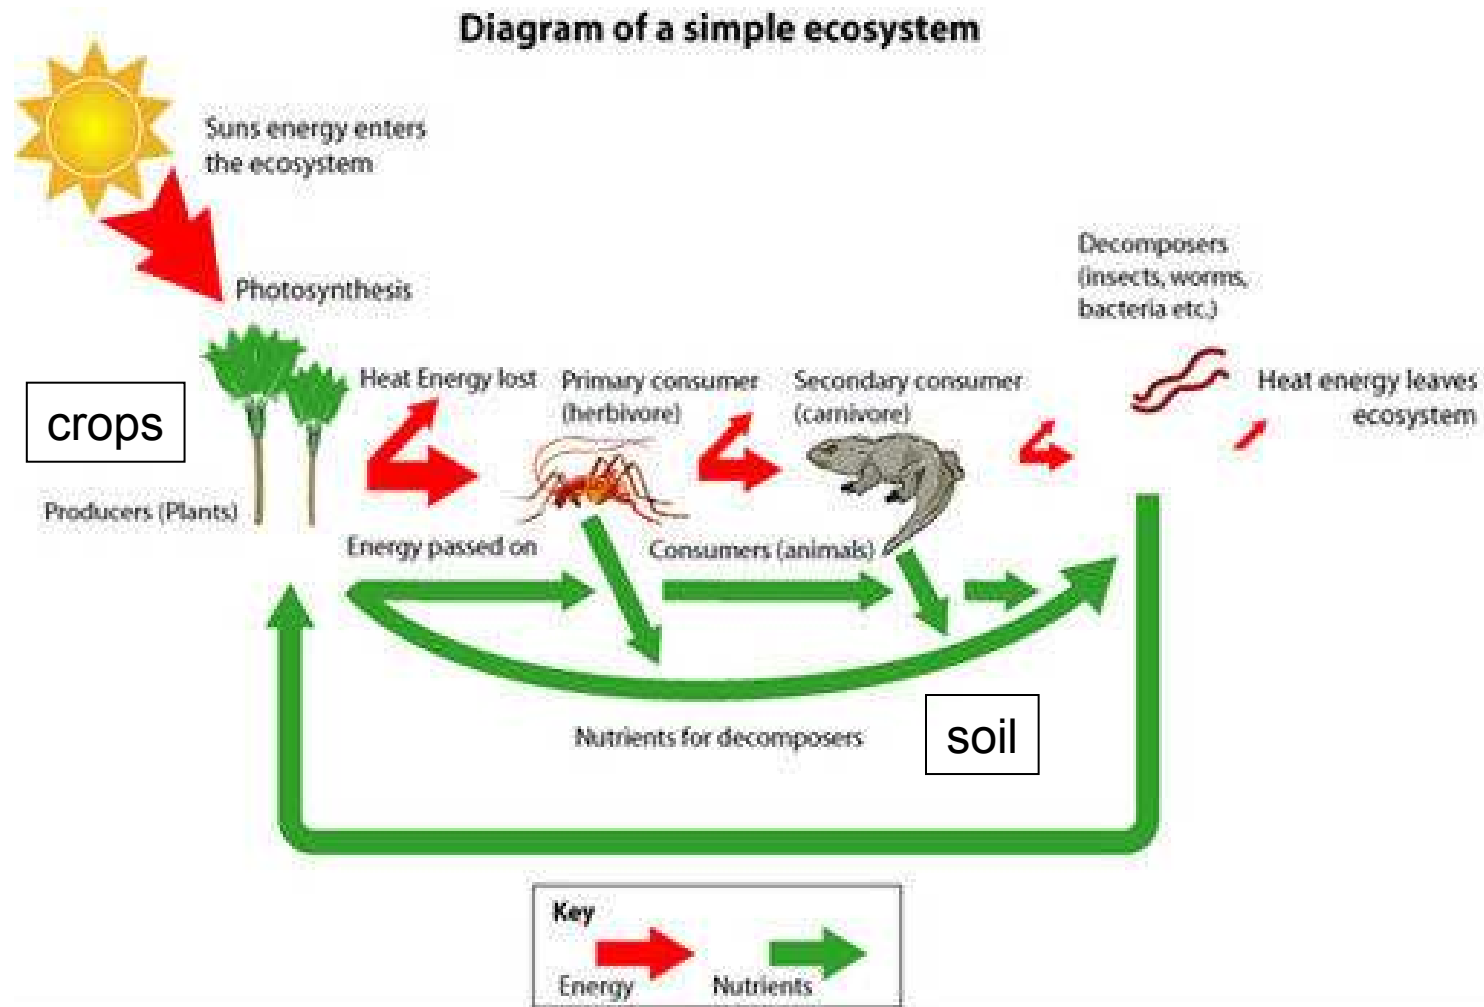 Diagram of a simple ecosystem
Suns energy enters
the ecosystem
Photosynthesis
Decomposers
(insects, worms,
bacteria etc.)
crops
Heat Energy lost
Primary consumer
(herbivore)
Secondary consumer
(carnivore)
Heat energy leaves
ecosystem
Producers (Plants)
Energy passed on
Consumers (animals)
Nutrients for decomposers
soil
Key
Energy
Nutrients